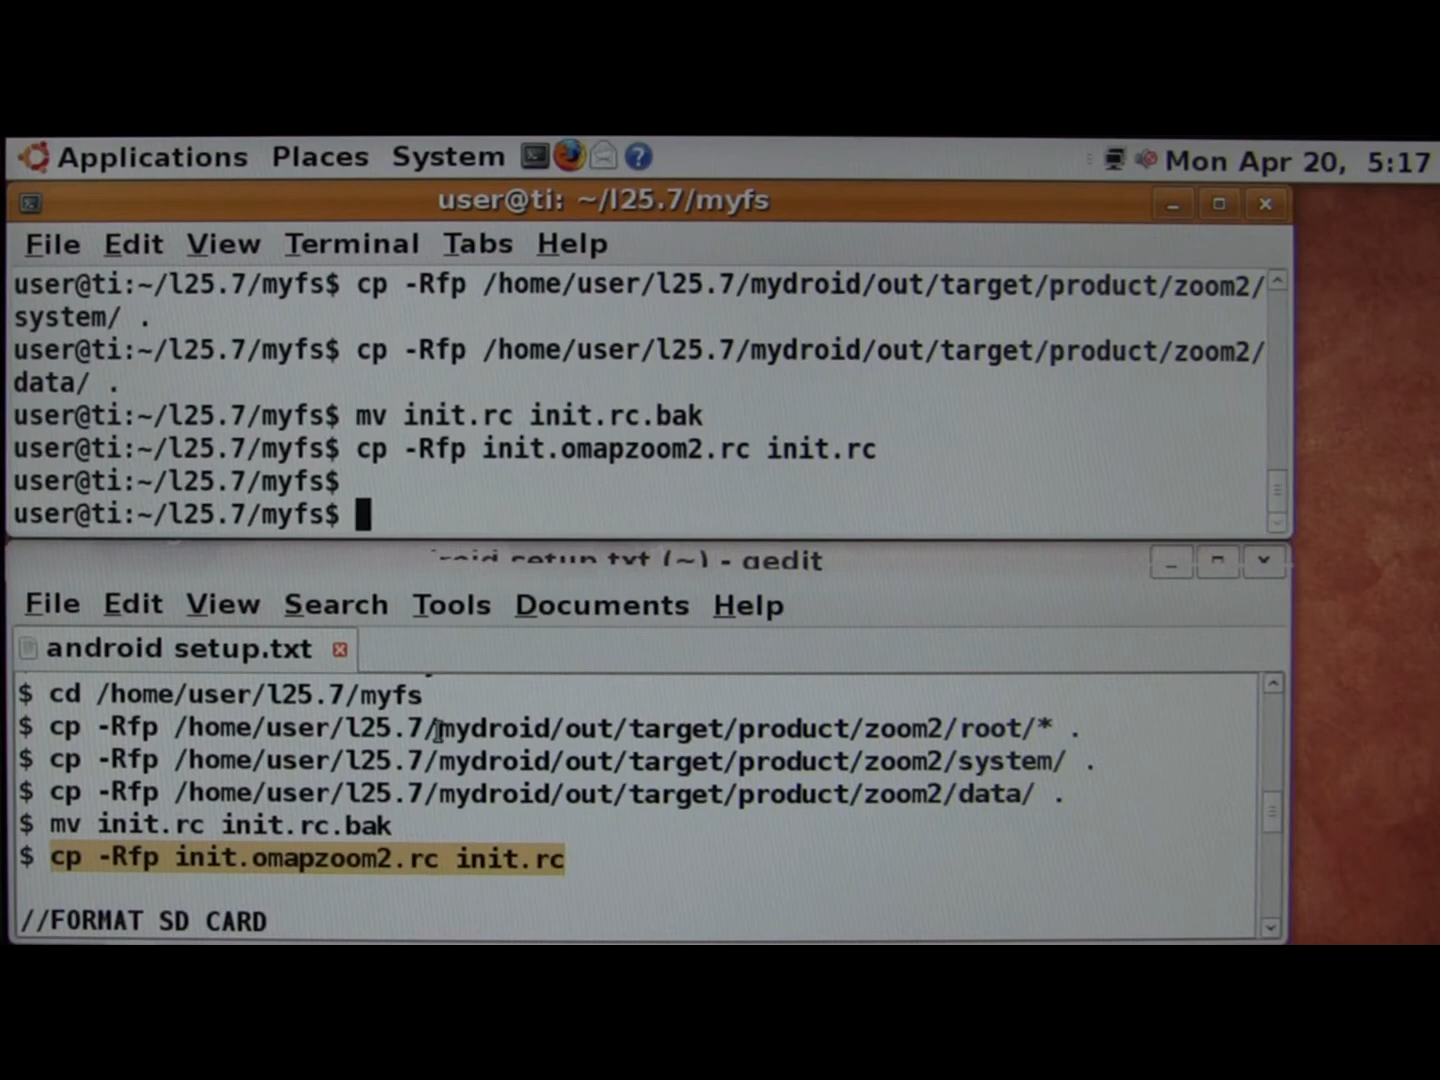 Applications Places System Mon Apr 20, 5:17
user@ti: ~/l25.7/myfs
File Edit View Terminal Tabs Help
user@ti:~/l25.7/myfs$ cp -Rfp /home/user/l25.7/mydroid/out/target/product/zoom2/
system/ .
user@ti:~/l25.7/myfs$ cp -Rfp /home/user/l25.7/mydroid/out/target/product/zoom2/
data/ .
user@ti:~/l25.7/myfs$ mv init.rc init.rc.bak
user@ti:~/l25.7/myfs$ cp -Rfp init.omapzoom2.rc init.rc
user@ti:~/l25.7/myfs$
user@ti:~/l25.7/myfs$
setup.txt (~) - gedit
File Edit View Search Tools Documents Help
android setup.txt
$ cd /home/user/l25.7/myfs
$ cp -Rfp /home/user/l25.7/mydroid/out/target/product/zoom2/root/* .
$ cp -Rfp /home/user/l25.7/mydroid/out/target/product/zoom2/system/ .
$ cp -Rfp /home/user/l25.7/mydroid/out/target/product/zoom2/data/ .
$ mv init.rc init.rc.bak
$ cp -Rfp init.omapzoom2.rc init.rc
//FORMAT SD CARD